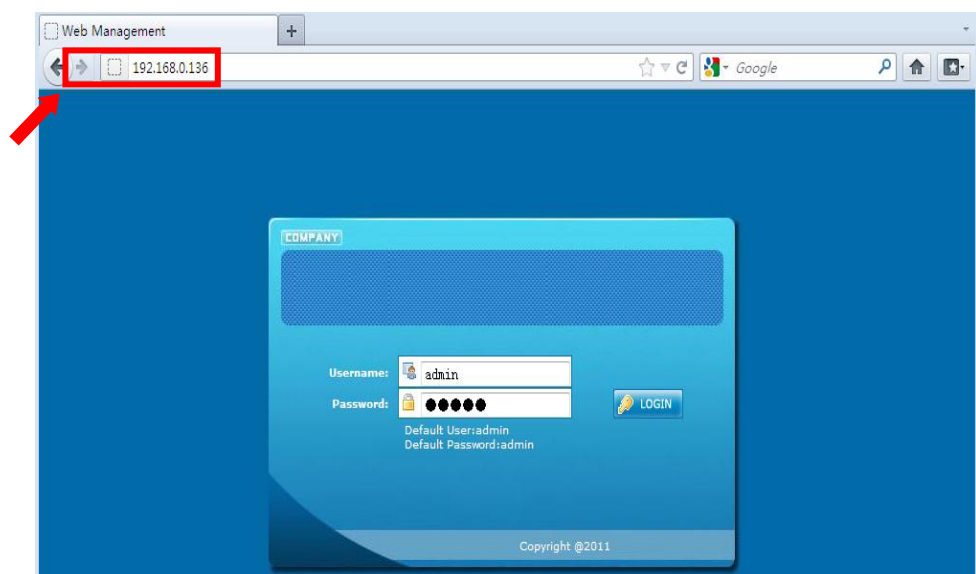 Web Management
192.168.0.136
Google
COMPANY
Username: admin
Password: ●●●●●
LOGIN
Default User:admin
Default Password:admin
Copyright @2011